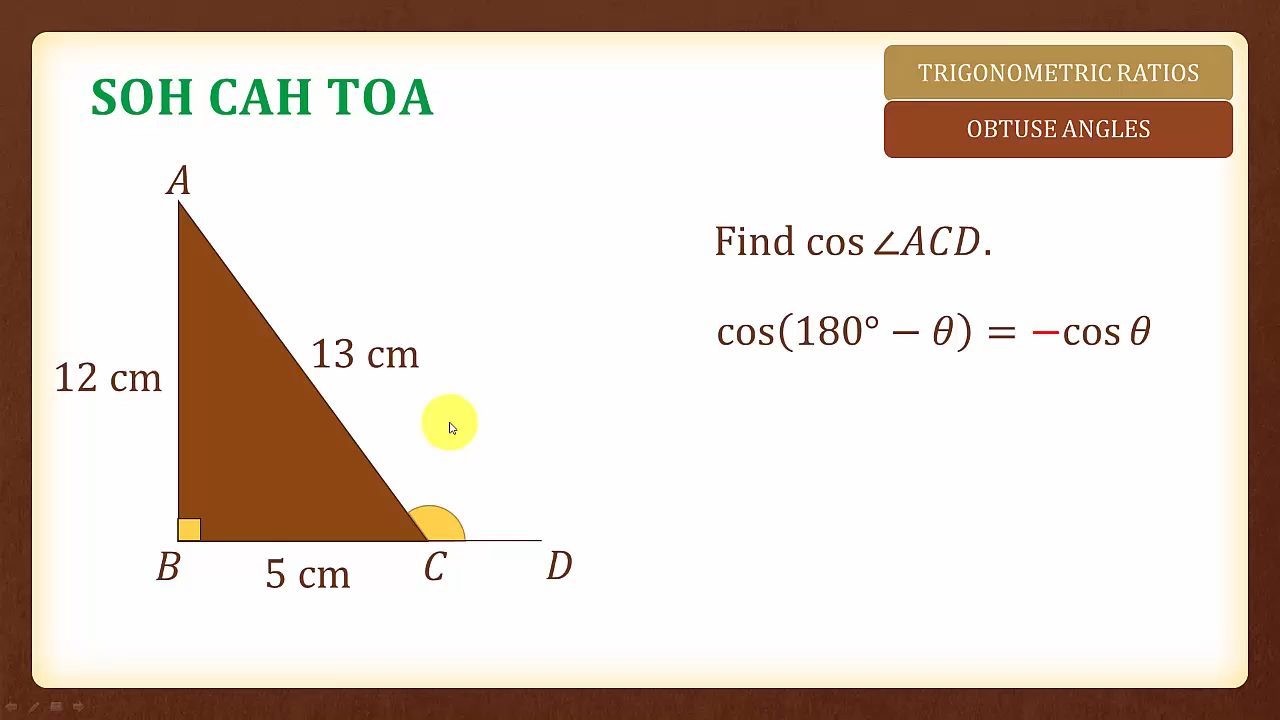 SOH CAH TOA
TRIGONOMETRIC RATIOS
OBTUSE ANGLES
A
Find cos ∠ACD.
cos(180° − θ) = −cos θ
13 cm
12 cm
B
C
D
5 cm